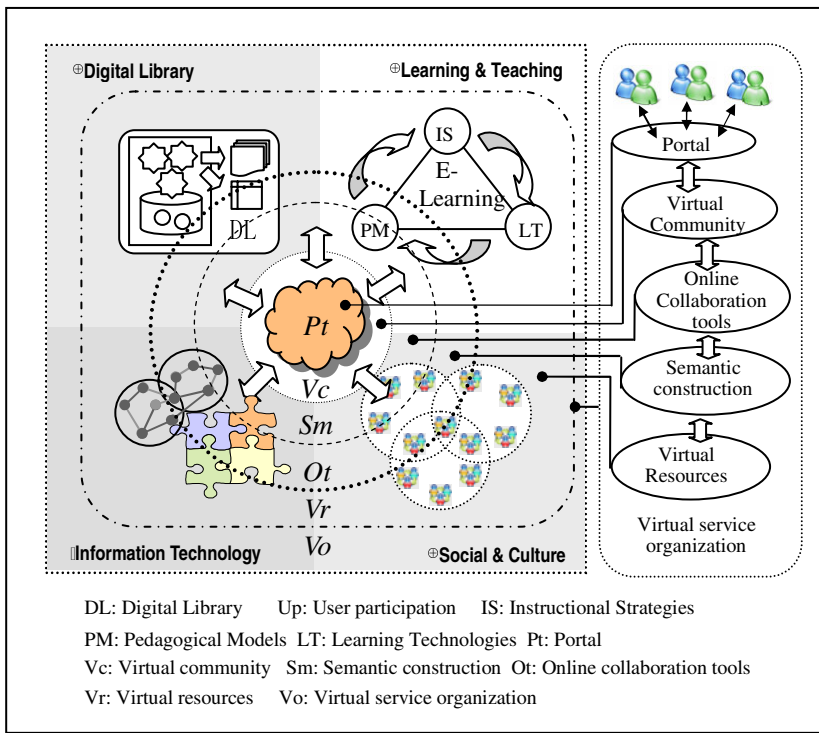 ⊕Digital Library
⊕Learning & Teaching
IS
E-
Learning
PM
LT
DL
Pt
Vc
Sm
Ot
Vr
Vo
Information Technology
⊕Social & Culture
Portal
Virtual
Community
Online
Collaboration
tools
Semantic
construction
Virtual
Resources
Virtual service
organization
DL: Digital Library Up: User participation IS: Instructional Strategies
PM: Pedagogical Models LT: Learning Technologies Pt: Portal
Vc: Virtual community Sm: Semantic construction Ot: Online collaboration tools
Vr: Virtual resources Vo: Virtual service organization